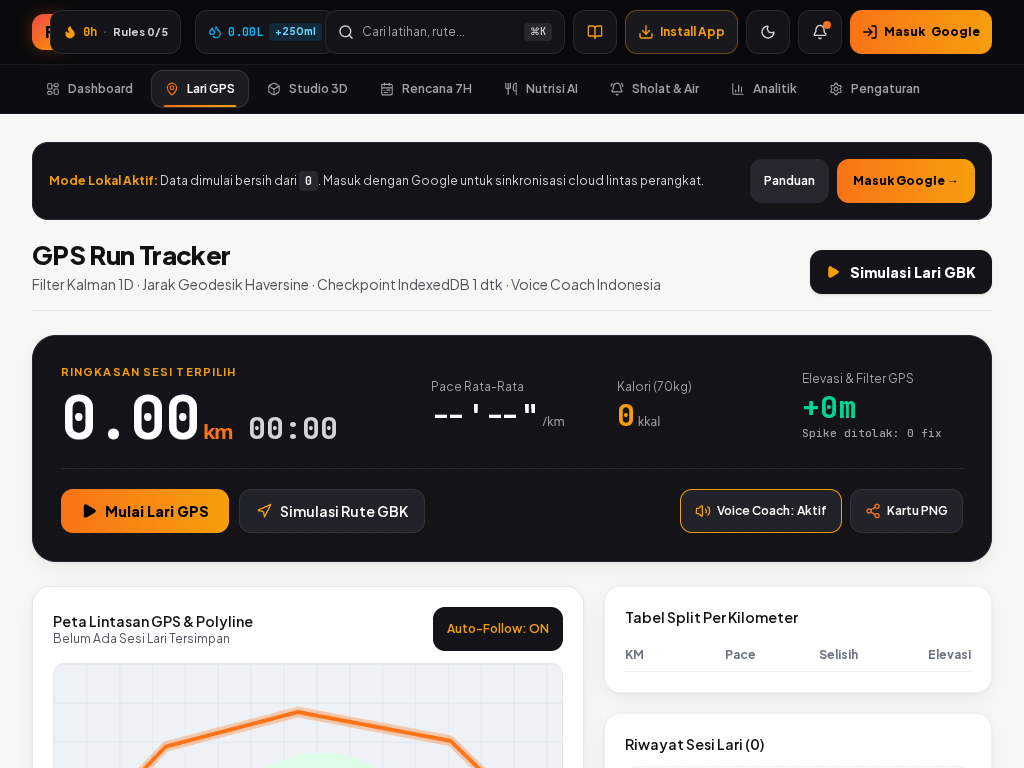 0h · Rules 0/5
0.00L +250ml
Cari latihan, rute... ⌘K
Install App
Masuk Google
Dashboard
Lari GPS
Studio 3D
Rencana 7H
Nutrisi AI
Sholat & Air
Analitik
Pengaturan
Mode Lokal Aktif: Data dimulai bersih dari 0. Masuk dengan Google untuk sinkronisasi cloud lintas perangkat.
Panduan
Masuk Google →
GPS Run Tracker
Filter Kalman 1D · Jarak Geodesik Haversine · Checkpoint IndexedDB 1 dtk · Voice Coach Indonesia
Simulasi Lari GBK
RINGKASAN SESI TERPILIH
0.00 km 00:00
Pace Rata-Rata
--'--" /km
Kalori (70kg)
0 kkal
Elevasi & Filter GPS
+0m
Spike ditolak: 0 fix
Mulai Lari GPS
Simulasi Rute GBK
Voice Coach: Aktif
Kartu PNG
Peta Lintasan GPS & Polyline
Belum Ada Sesi Lari Tersimpan
Auto-Follow: ON
Tabel Split Per Kilometer
KM Pace Selisih Elevasi
Riwayat Sesi Lari (0)